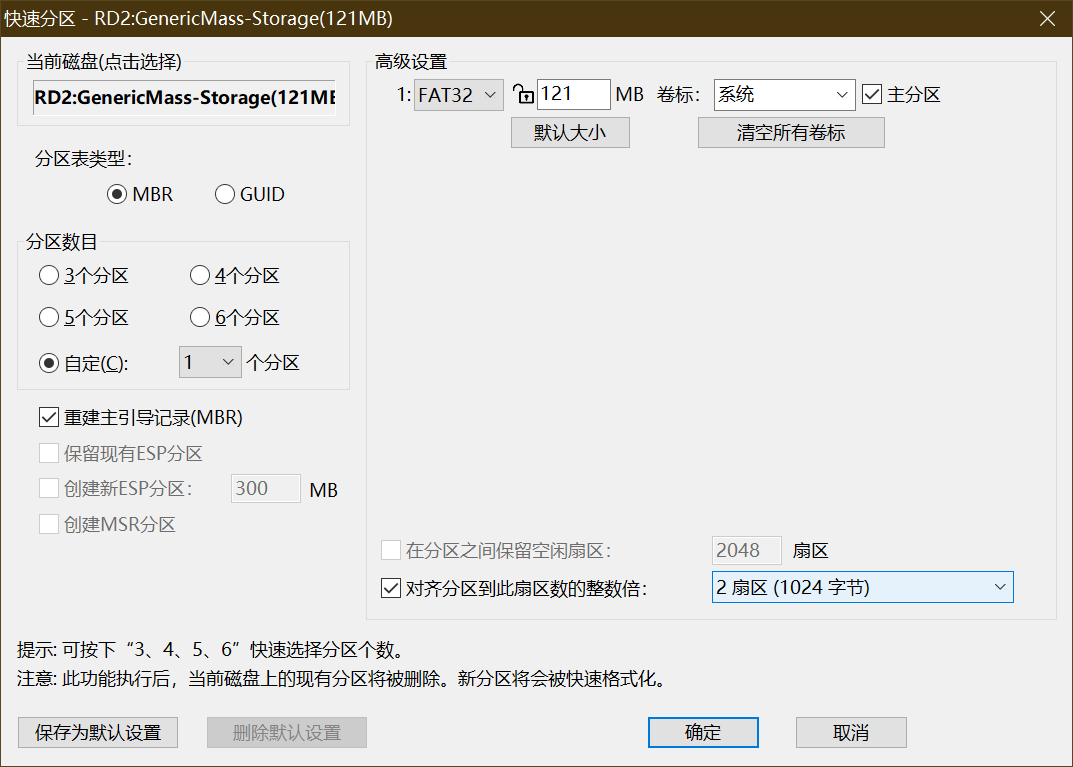 快速分区 - RD2:GenericMass-Storage(121MB)
当前磁盘(点击选择)
RD2:GenericMass-Storage(121ME
分区表类型:
MBR GUID
分区数目
3个分区 4个分区
5个分区 6个分区
自定(C): 1 个分区
重建主引导记录(MBR)
保留现有ESP分区
创建新ESP分区: 300 MB
创建MSR分区
高级设置
1: FAT32 121 MB 卷标: 系统 主分区
默认大小 清空所有卷标
在分区之间保留空闲扇区: 2048 扇区
对齐分区到此扇区数的整数倍: 2 扇区 (1024 字节)
提示: 可按下“3、4、5、6”快速选择分区个数。
注意: 此功能执行后，当前磁盘上的现有分区将被删除。新分区将会被快速格式化。
保存为默认设置 删除默认设置 确定 取消